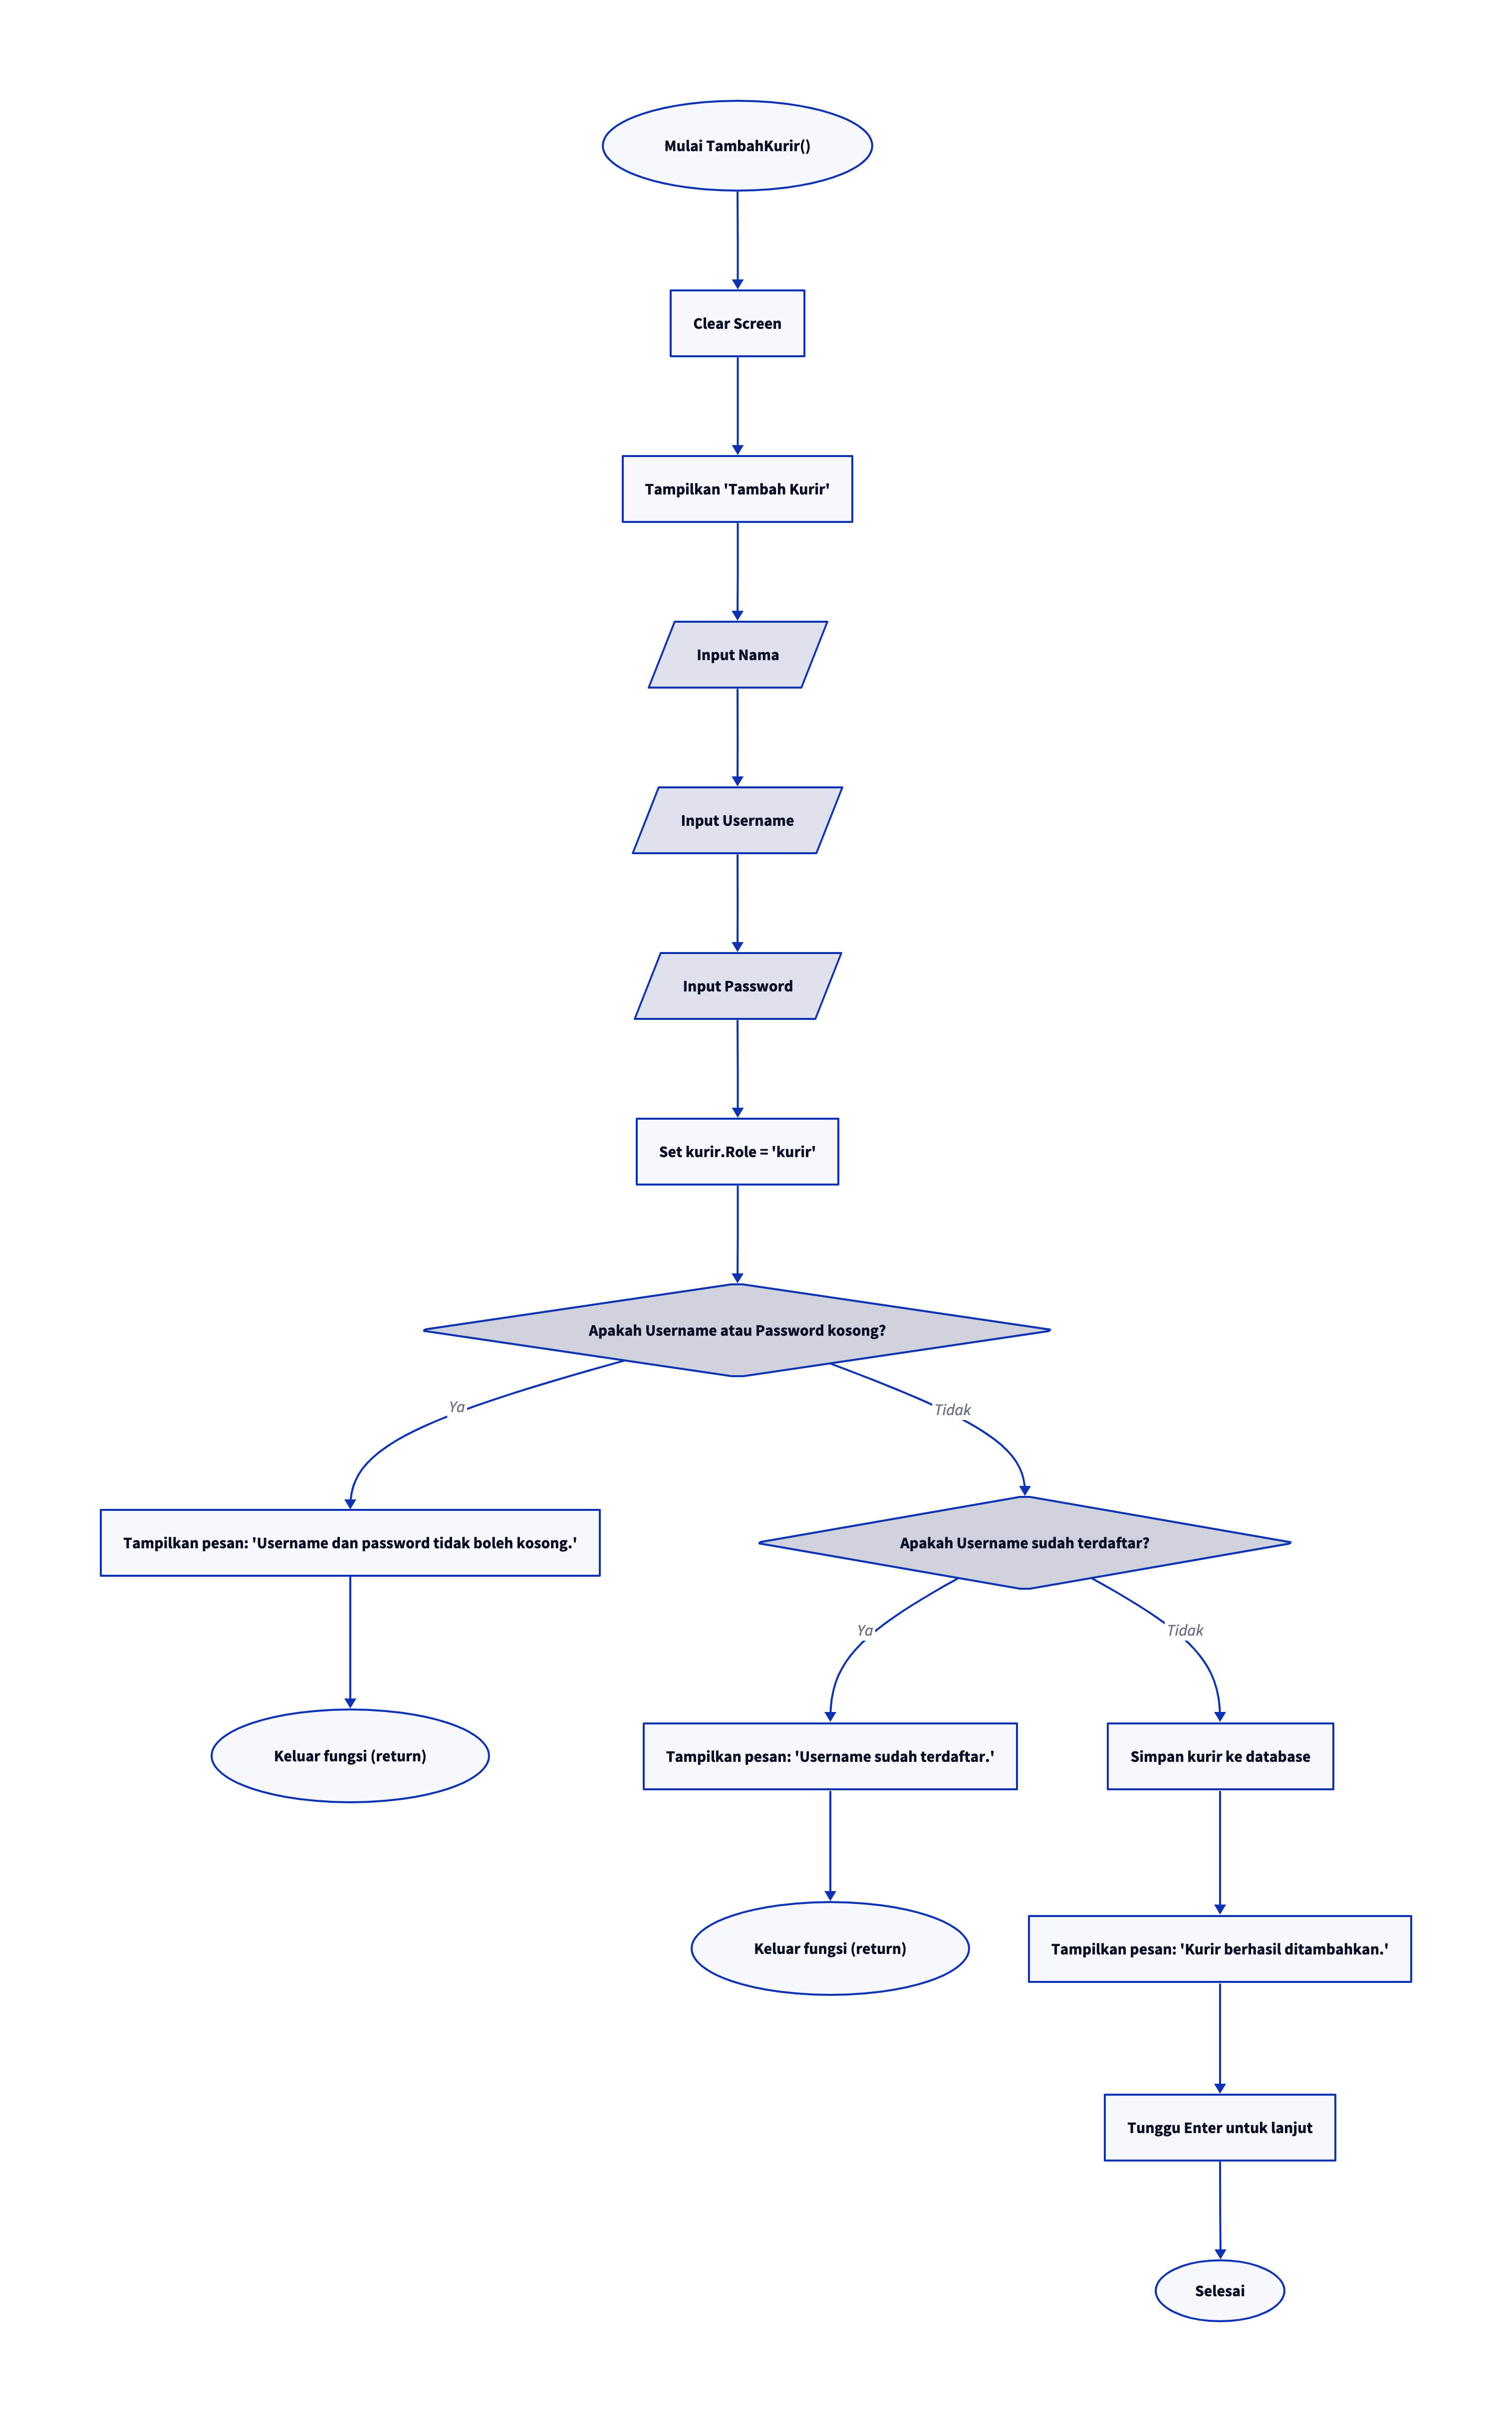 Mulai TambahKurir()
Clear Screen
Tampilkan 'Tambah Kurir'
Input Nama
Input Username
Input Password
Set kurir.Role = 'kurir'
Apakah Username atau Password kosong?
Ya
Tidak
Tampilkan pesan: 'Username dan password tidak boleh kosong.'
Apakah Username sudah terdaftar?
Ya
Tidak
Keluar fungsi (return)
Tampilkan pesan: 'Username sudah terdaftar.'
Simpan kurir ke database
Keluar fungsi (return)
Tampilkan pesan: 'Kurir berhasil ditambahkan.'
Tunggu Enter untuk lanjut
Selesai